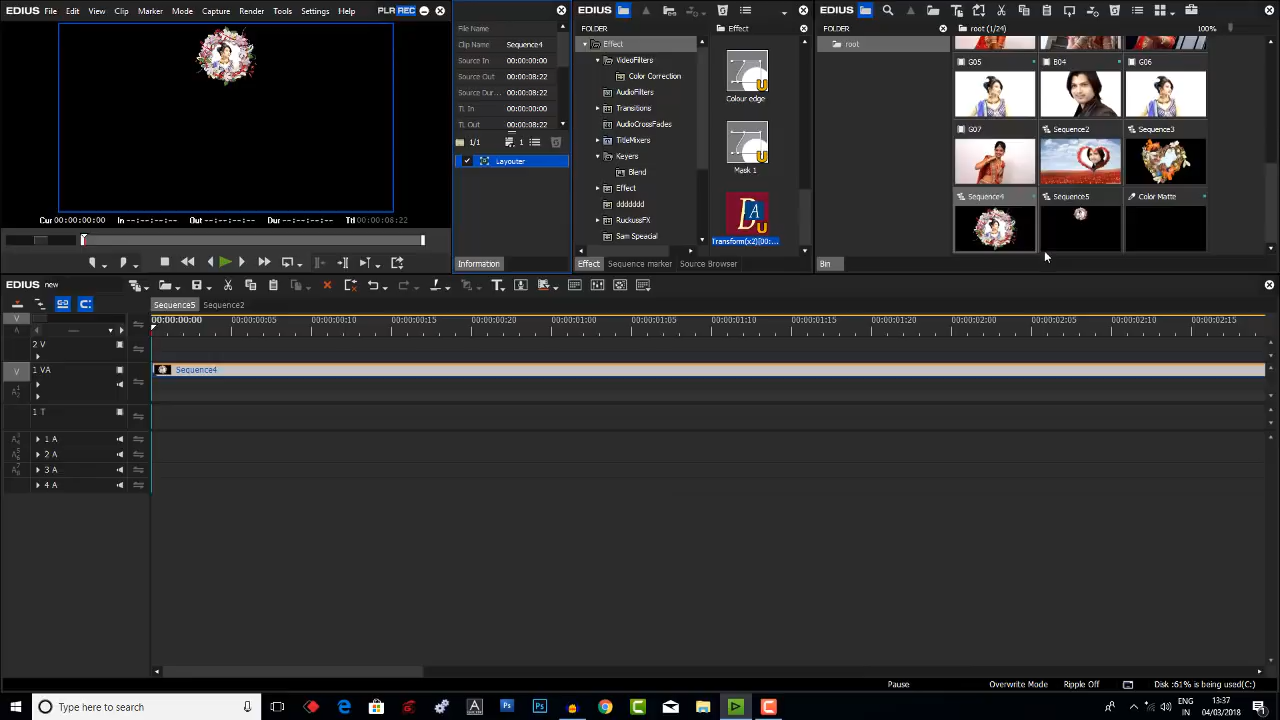 EDIUS File Edit View Clip Marker Mode Capture Render Tools Settings Help PLR REC
Cur 00:00:00:00 In --:--:--:-- Out --:--:--:-- Dur --:--:--:-- Ttl 00:00:08:22
File Name
Clip Name Sequence4
Source In 00:00:00:00
Source Out 00:00:08:22
Source Dur... 00:00:08:22
TL In 00:00:00:00
TL Out 00:00:08:22
1/1 1
Layouter
Information
EDIUS
FOLDER
Effect
VideoFilters
Color Correction
AudioFilters
Transitions
AudioCrossFades
TitleMixers
Keyers
Blend
Effect
ddddddd
RuckussFX
Sam Speacial
Effect
Colour edge
Mask 1
Transform(x2)[00:...
Effect Sequence marker Source Browser
EDIUS
FOLDER
root
root (1/24) 100%
G05 B04 G06
G07 Sequence2 Sequence3
Sequence4 Sequence5 Color Matte
Bin
EDIUS new
Sequence5 Sequence2
00:00:00:00 00:00:00:05 00:00:00:10 00:00:00:15 00:00:00:20 00:00:01:00 00:00:01:05 00:00:01:10 00:00:01:15 00:00:01:20 00:00:02:00 00:00:02:05 00:00:02:10 00:00:02:15
V
A
2 V
V 1 VA Sequence4
1 T
1 A
2 A
3 A
4 A
Pause Overwrite Mode Ripple Off Disk :61% is being used(C:)
Type here to search
ENG
IN
13:37
04/03/2018